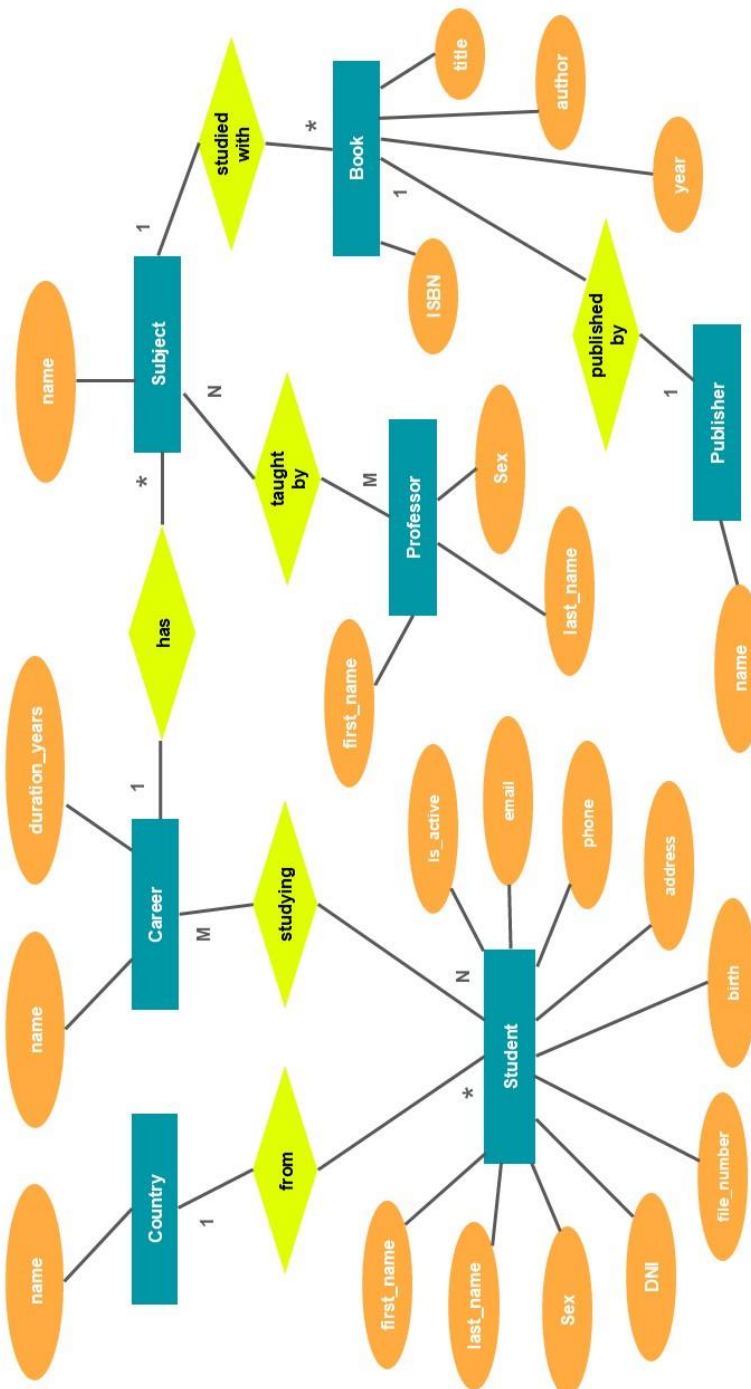 name
name
duration_years
name
Country
Career
1
has
*
Subject
1
1
M
N
studied
with
from
studying
taught
by
*
first_name
M
Book
first_name
Professor
1
ISBN
title
Is_active
last_name
*
N
Student
email
Sex
author
Sex
phone
last_name
published
by
DNI
address
1
year
file_number
birth
Publisher
name